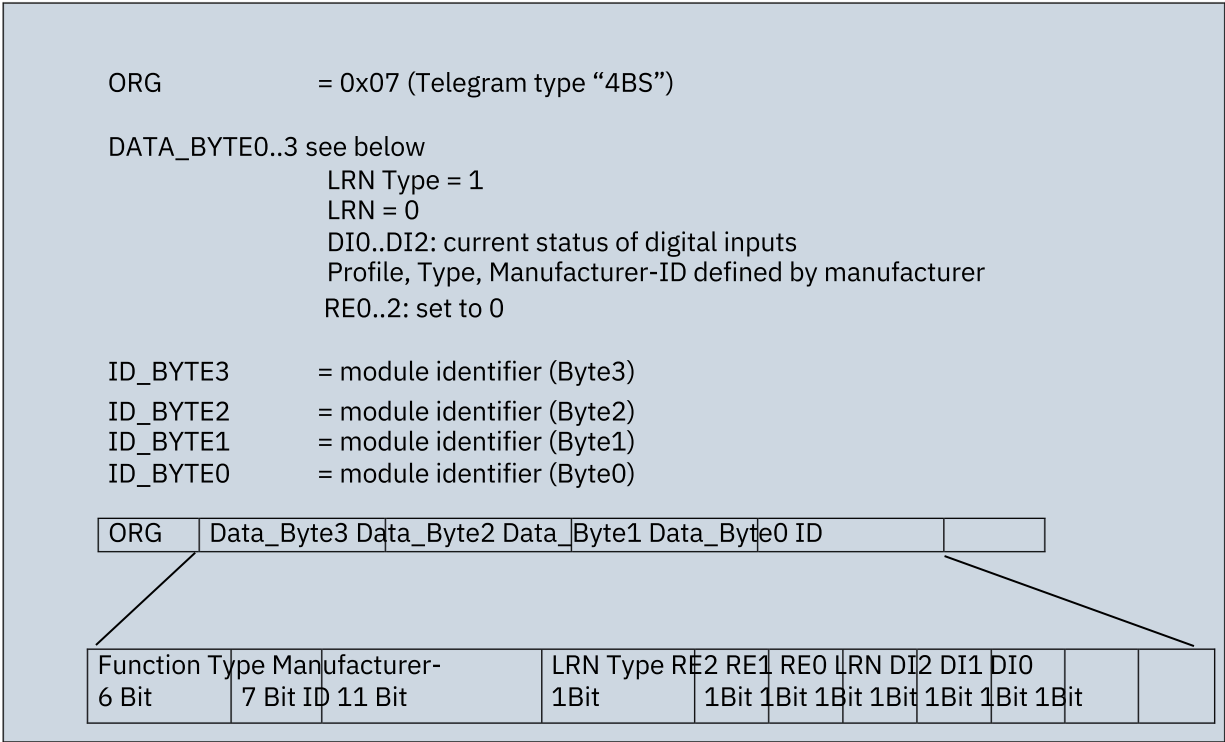 ORG = 0x07 (Telegram type “4BS”)
DATA_BYTE0..3 see below
LRN Type = 1
LRN = 0
DI0..DI2: current status of digital inputs
Profile, Type, Manufacturer-ID defined by manufacturer
RE0..2: set to 0
ID_BYTE3 = module identifier (Byte3)
ID_BYTE2 = module identifier (Byte2)
ID_BYTE1 = module identifier (Byte1)
ID_BYTE0 = module identifier (Byte0)
ORG Data_Byte3 Data_Byte2 Data_Byte1 Data_Byte0 ID
Function Type Manufacturer- LRN Type RE2 RE1 RE0 LRN DI2 DI1 DI0
6 Bit 7 Bit ID 11 Bit 1Bit 1Bit 1Bit 1Bit 1Bit 1Bit 1Bit 1Bit